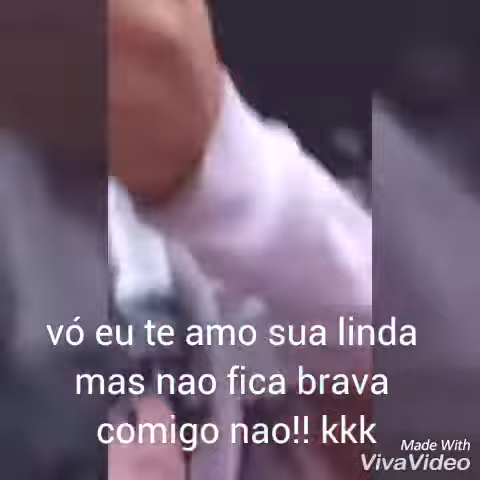 vó eu te amo sua linda
mas nao fica brava
comigo nao!! kkk
Made With
VivaVideo